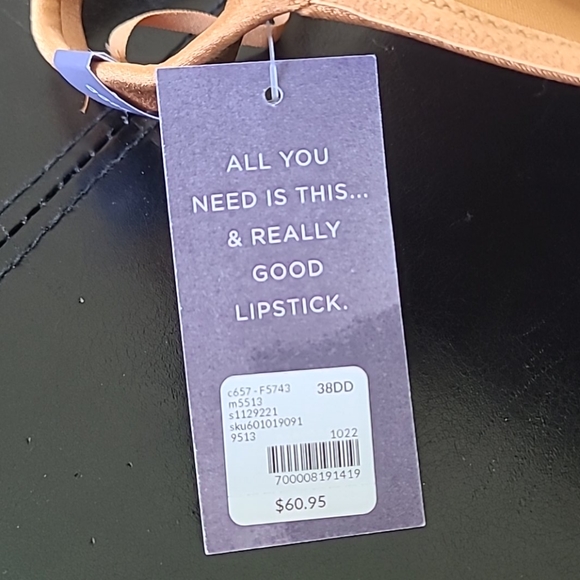 ALL YOU
NEED IS THIS...
& REALLY
GOOD
LIPSTICK.
c657-F5743 38DD
m5513
s1129221
sku601019091
9513 1022
700008191419
$60.95